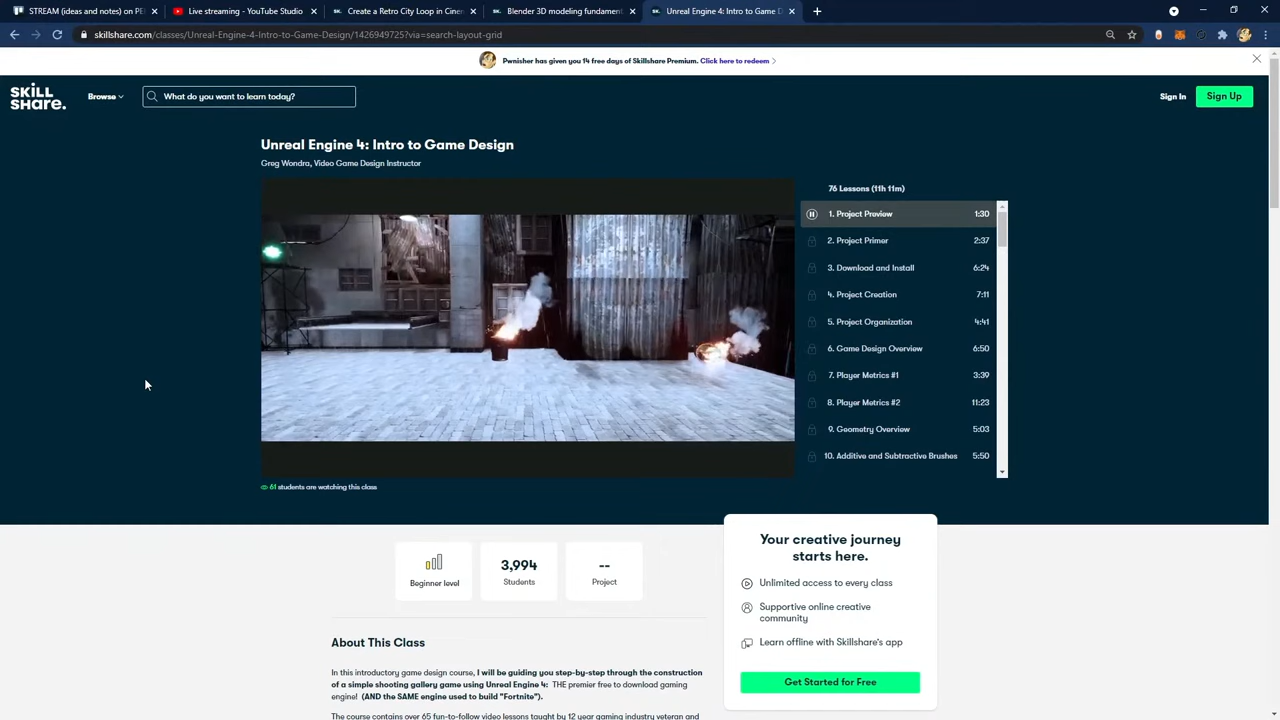 STREAM (ideas and notes) on PE
Live streaming - YouTube Studio
Create a Retro City Loop in Cinem
Blender 3D modeling fundament
Unreal Engine 4: Intro to Game D
skillshare.com/classes/Unreal-Engine-4-Intro-to-Game-Design/1426949725?via=search-layout-grid
Pwnisher has given you 14 free days of Skillshare Premium. Click here to redeem
SKILL
SHARE.
Browse
What do you want to learn today?
Sign In
Sign Up
Unreal Engine 4: Intro to Game Design
Greg Wondra, Video Game Design Instructor
76 Lessons (11h 11m)
1. Project Preview 1:30
2. Project Primer 2:37
3. Download and Install 6:24
4. Project Creation 7:11
5. Project Organization 4:41
6. Game Design Overview 6:50
7. Player Metrics #1 3:39
8. Player Metrics #2 11:23
9. Geometry Overview 5:03
10. Additive and Subtractive Brushes 5:50
61 students are watching this class
Beginner level
3,994
Students
--
Project
Your creative journey
starts here.
Unlimited access to every class
Supportive online creative
community
Learn offline with Skillshare's app
Get Started for Free
About This Class
In this introductory game design course, I will be guiding you step-by-step through the construction
of a simple shooting gallery game using Unreal Engine 4: THE premier free to download gaming
engine! (AND the SAME engine used to build "Fortnite").
The course contains over 65 fun-to-follow video lessons taught by 12 year gaming industry veteran and